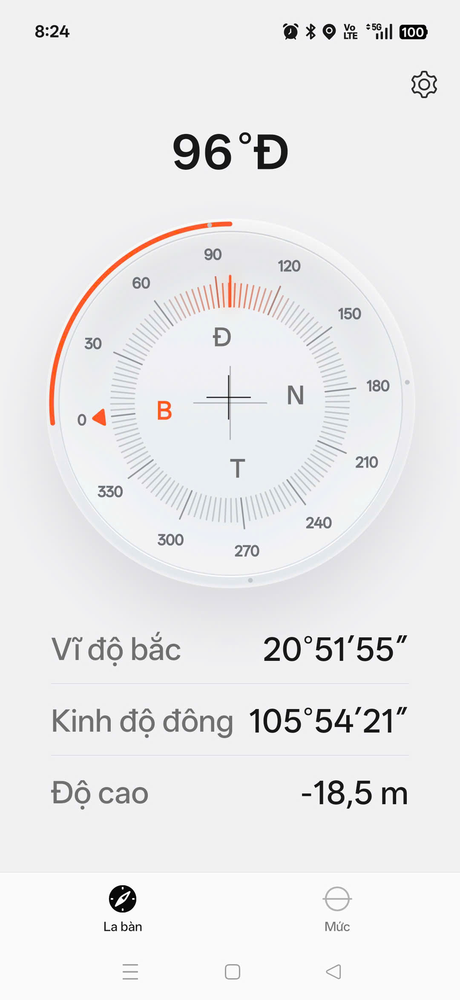 8:24
Vo
LTE
5G
100
96°Đ
90
120
60
150
30
Đ
180
N
B
0
T
210
330
240
300
270
Vĩ độ bắc 20°51′55″
Kinh độ đông 105°54′21″
Độ cao -18,5 m
La bàn
Mức